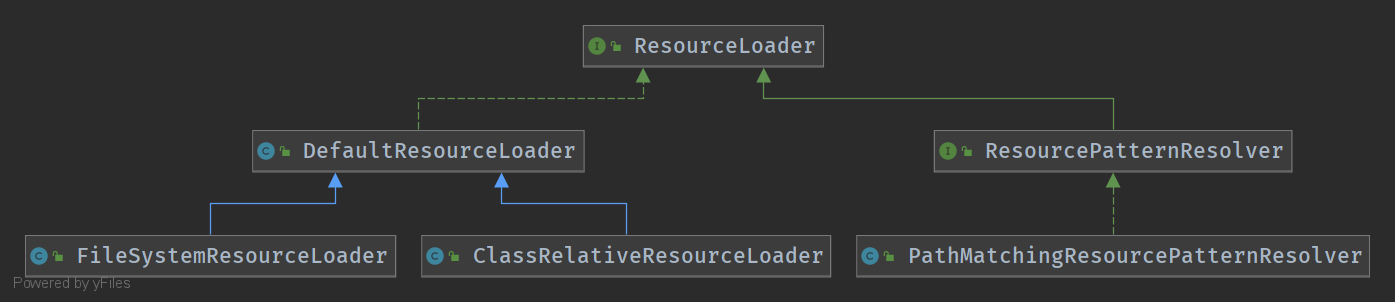 ResourceLoader
DefaultResourceLoader
ResourcePatternResolver
FileSystemResourceLoader
ClassRelativeResourceLoader
PathMatchingResourcePatternResolver
Powered by yFiles